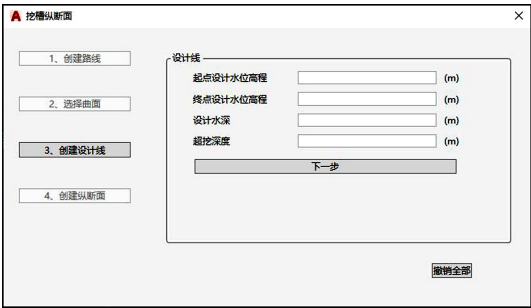 挖槽纵断面
1、创建路线
2、选择曲面
3、创建设计线
4、创建纵断面
设计线
起点设计水位高程 (m)
终点设计水位高程 (m)
设计水深 (m)
超挖深度 (m)
下一步
撤销全部